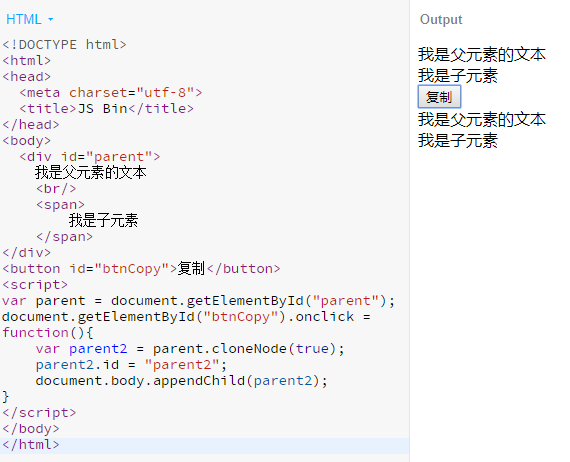 HTML
<!DOCTYPE html>
<html>
<head>
  <meta charset="utf-8">
  <title>JS Bin</title>
</head>
<body>
  <div id="parent">
    我是父元素的文本
    <br/>
    <span>
        我是子元素
    </span>
</div>
<button id="btnCopy">复制</button>
<script>
var parent = document.getElementById("parent");
document.getElementById("btnCopy").onclick =
function(){
    var parent2 = parent.cloneNode(true);
    parent2.id = "parent2";
    document.body.appendChild(parent2);
}
</script>
</body>
</html>
Output
我是父元素的文本
我是子元素
复制
我是父元素的文本
我是子元素